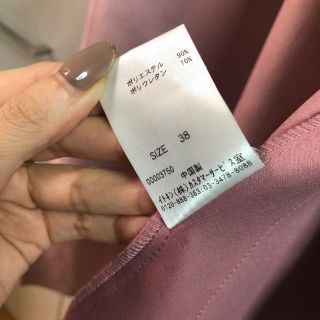 ポリエステル 90%
ポリウレタン 10%
SIZE 38
00003750 中国製
イトキン(株)カスタマーサービス室
0120-888-363・03-3478-8088